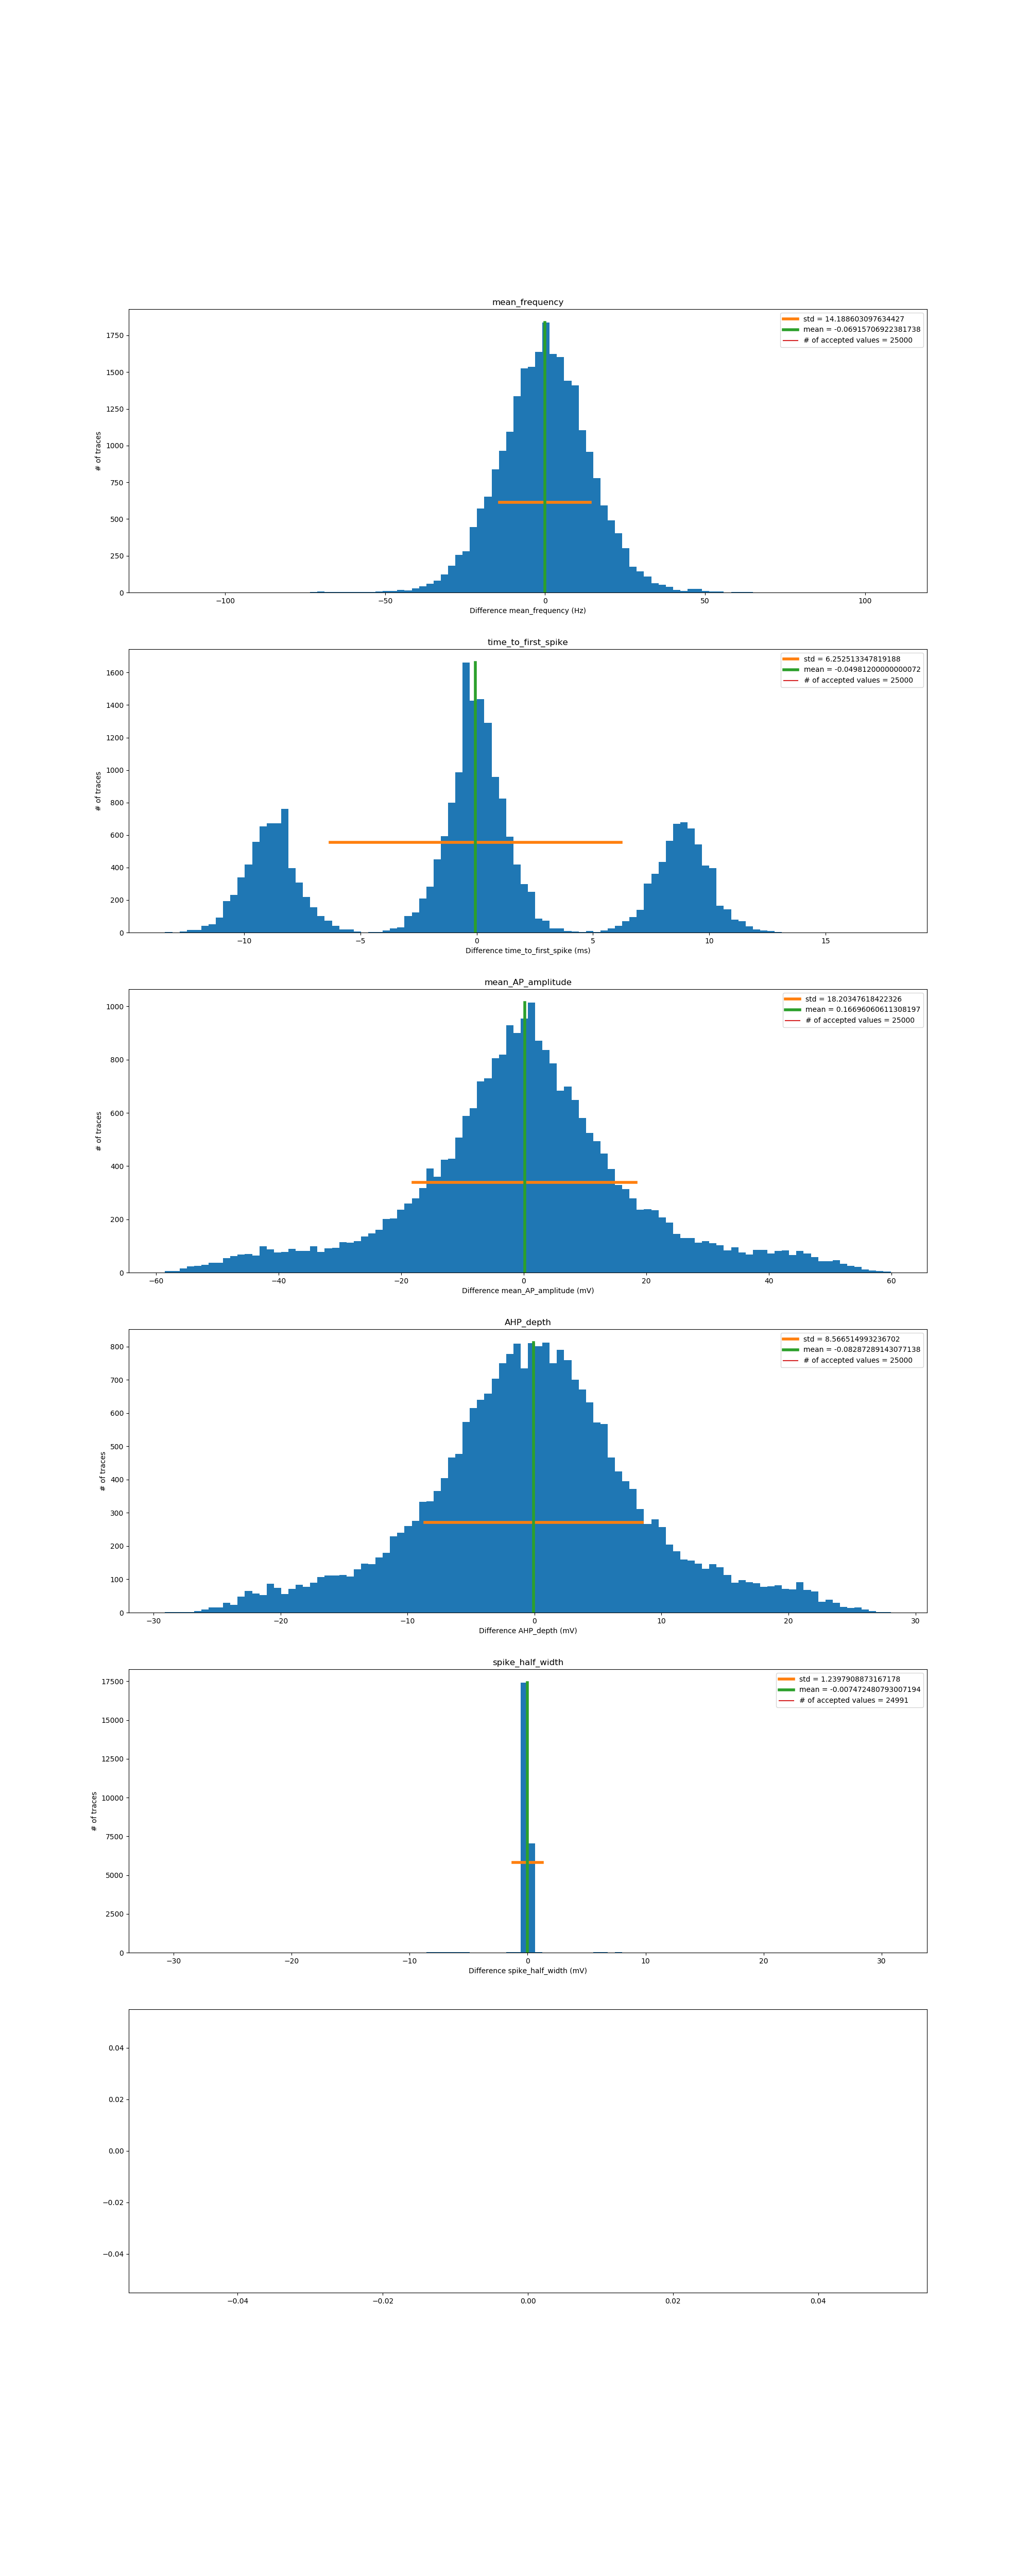 mean_frequency
std = 14.188603097634427
mean = -0.06915706922381738
# of accepted values = 25000
1750
1500
1250
1000
750
500
250
0
# of traces
−100
−50
0
50
100
Difference mean_frequency (Hz)
time_to_first_spike
std = 6.252513347819188
mean = -0.04981200000000072
# of accepted values = 25000
1600
1400
1200
1000
800
600
400
200
0
# of traces
−10
−5
0
5
10
15
Difference time_to_first_spike (ms)
mean_AP_amplitude
std = 18.20347618422326
mean = 0.16696060611308197
# of accepted values = 25000
1000
800
600
400
200
0
# of traces
−60
−40
−20
0
20
40
60
Difference mean_AP_amplitude (mV)
AHP_depth
std = 8.566514993236702
mean = -0.08287289143077138
# of accepted values = 25000
800
700
600
500
400
300
200
100
0
# of traces
−30
−20
−10
0
10
20
30
Difference AHP_depth (mV)
spike_half_width
std = 1.2397908873167178
mean = -0.007472480793007194
# of accepted values = 24991
17500
15000
12500
10000
7500
5000
2500
0
# of traces
−30
−20
−10
0
10
20
30
Difference spike_half_width (mV)
0.04
0.02
0.00
−0.02
−0.04
−0.04
−0.02
0.00
0.02
0.04